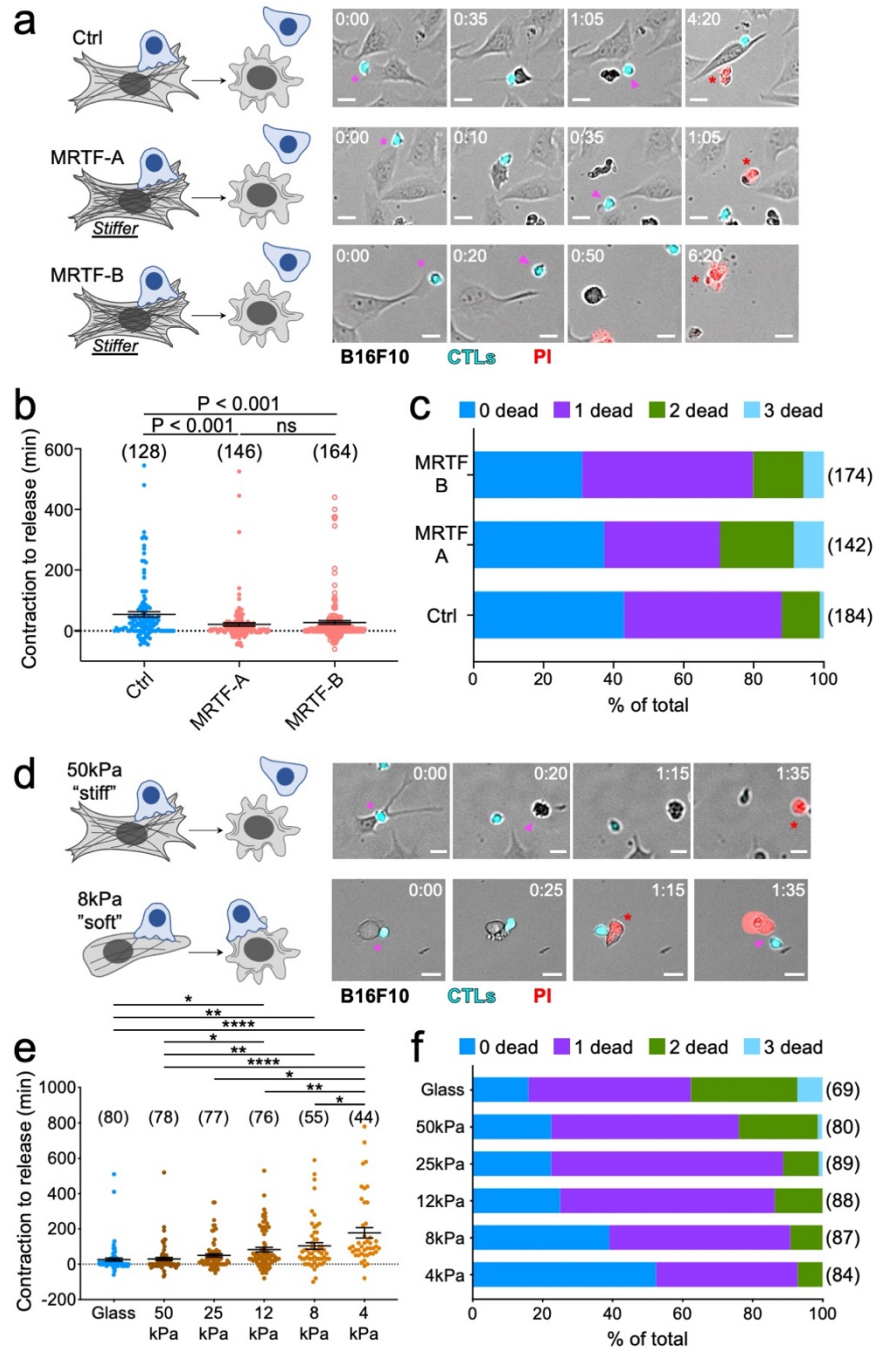 a
Ctrl
0:00
0:35
1:05
4:20
*
*
MRTF-A
Stiffer
0:00
0:10
0:35
1:05
*
*
MRTF-B
Stiffer
0:00
0:20
0:50
6:20
*
*
B16F10 CTLs PI
b
P < 0.001
P < 0.001 ns
(128) (146) (164)
Contraction to release (min)
600
400
200
0
Ctrl
MRTF-A
MRTF-B
c
0 dead 1 dead 2 dead 3 dead
MRTF
B
(174)
MRTF
A
(142)
Ctrl
(184)
0 20 40 60 80 100
% of total
d
50kPa
"stiff"
0:00
0:20
1:15
1:35
*
8kPa
"soft"
0:00
0:25
1:15
1:35
*
B16F10 CTLs PI
e
*
**
****
*
**
****
*
**
*
(80) (78) (77) (76) (55) (44)
Contraction to release (min)
1000
800
600
400
200
0
-200
Glass 50 25 12 8 4
kPa kPa kPa kPa kPa
f
0 dead 1 dead 2 dead 3 dead
Glass (69)
50kPa (80)
25kPa (89)
12kPa (88)
8kPa (87)
4kPa (84)
0 20 40 60 80 100
% of total